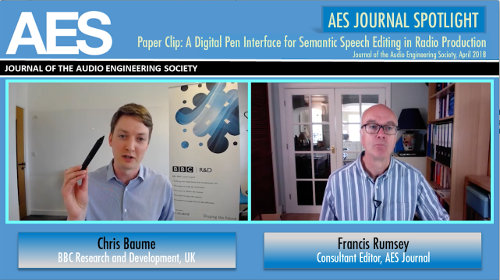 AES
AES JOURNAL SPOTLIGHT
Paper Clip: A Digital Pen Interface for Semantic Speech Editing in Radio Production
Journal of the Audio Engineering Society, April 2018
JOURNAL OF THE AUDIO ENGINEERING SOCIETY
BBC R&D
Chris Baume
BBC Research and Development, UK
Francis Rumsey
Consultant Editor, AES Journal